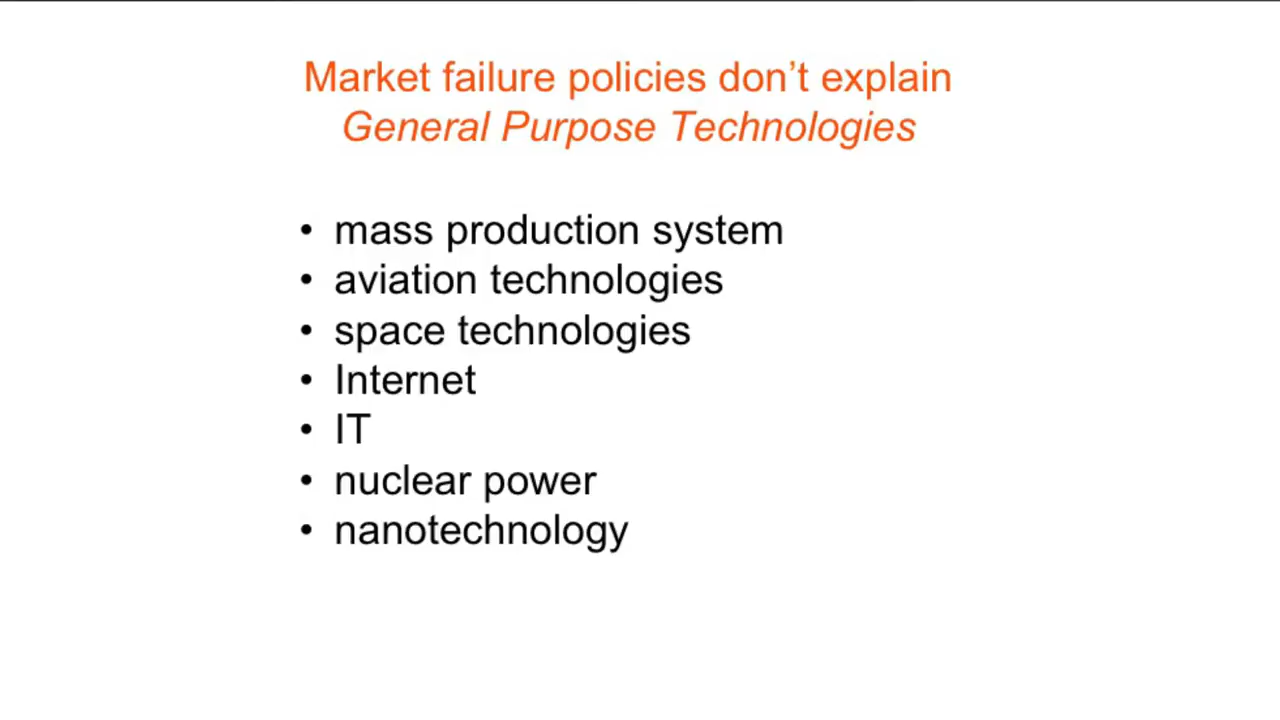 Market failure policies don’t explain
General Purpose Technologies
• mass production system
• aviation technologies
• space technologies
• Internet
• IT
• nuclear power
• nanotechnology